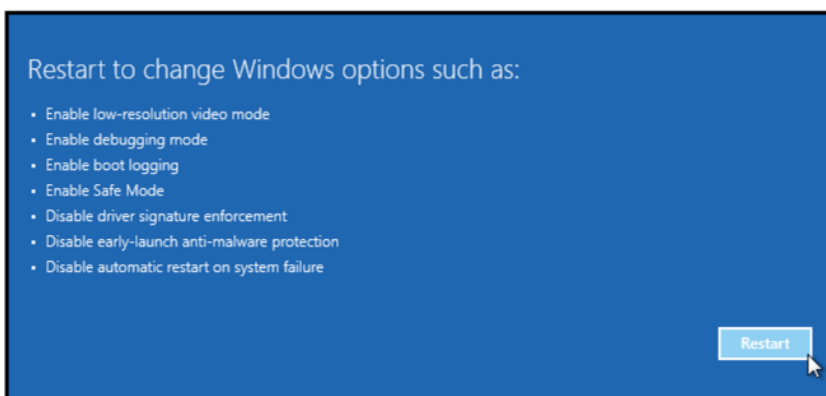 Restart to change Windows options such as:
• Enable low-resolution video mode
• Enable debugging mode
• Enable boot logging
• Enable Safe Mode
• Disable driver signature enforcement
• Disable early-launch anti-malware protection
• Disable automatic restart on system failure
Restart